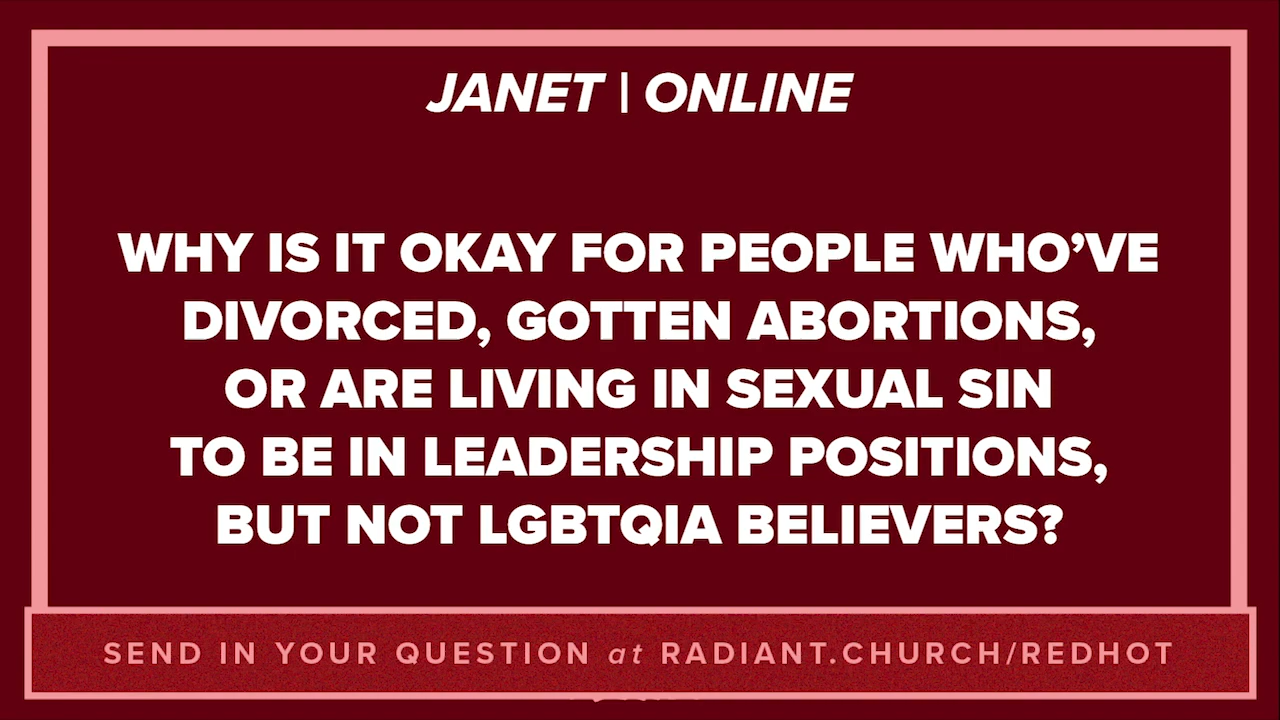 JANET | ONLINE
WHY IS IT OKAY FOR PEOPLE WHO’VE
DIVORCED, GOTTEN ABORTIONS,
OR ARE LIVING IN SEXUAL SIN
TO BE IN LEADERSHIP POSITIONS,
BUT NOT LGBTQIA BELIEVERS?
SEND IN YOUR QUESTION at RADIANT.CHURCH/REDHOT